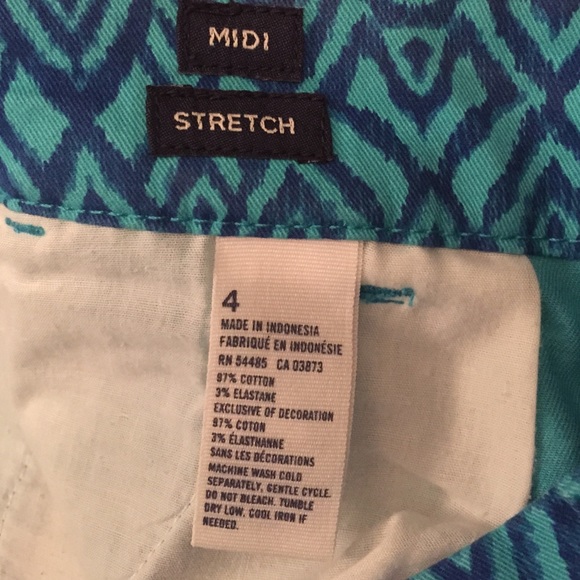 MIDI
STRETCH
4
MADE IN INDONESIA
FABRIQUÉ EN INDONÉSIE
RN 54485 CA 03873
97% COTTON
3% ELASTANE
EXCLUSIVE OF DECORATION
97% COTON
3% ÉLASTHANNE
SANS LES DÉCORATIONS
MACHINE WASH COLD
SEPARATELY, GENTLE CYCLE.
DO NOT BLEACH. TUMBLE
DRY LOW. COOL IRON IF
NEEDED.